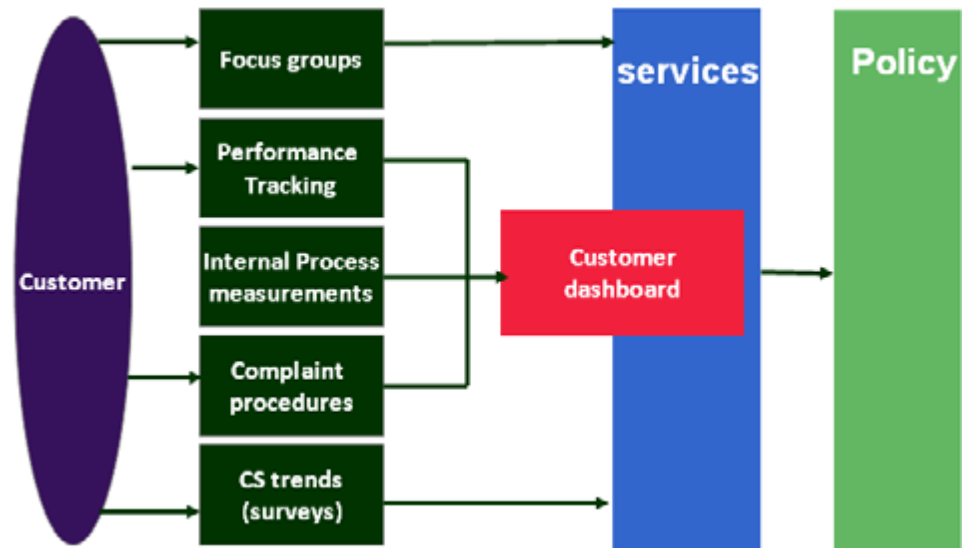 Focus groups
services
Policy
Performance
Tracking
Customer
Internal Process
measurements
Customer
dashboard
Complaint
procedures
CS trends
(surveys)